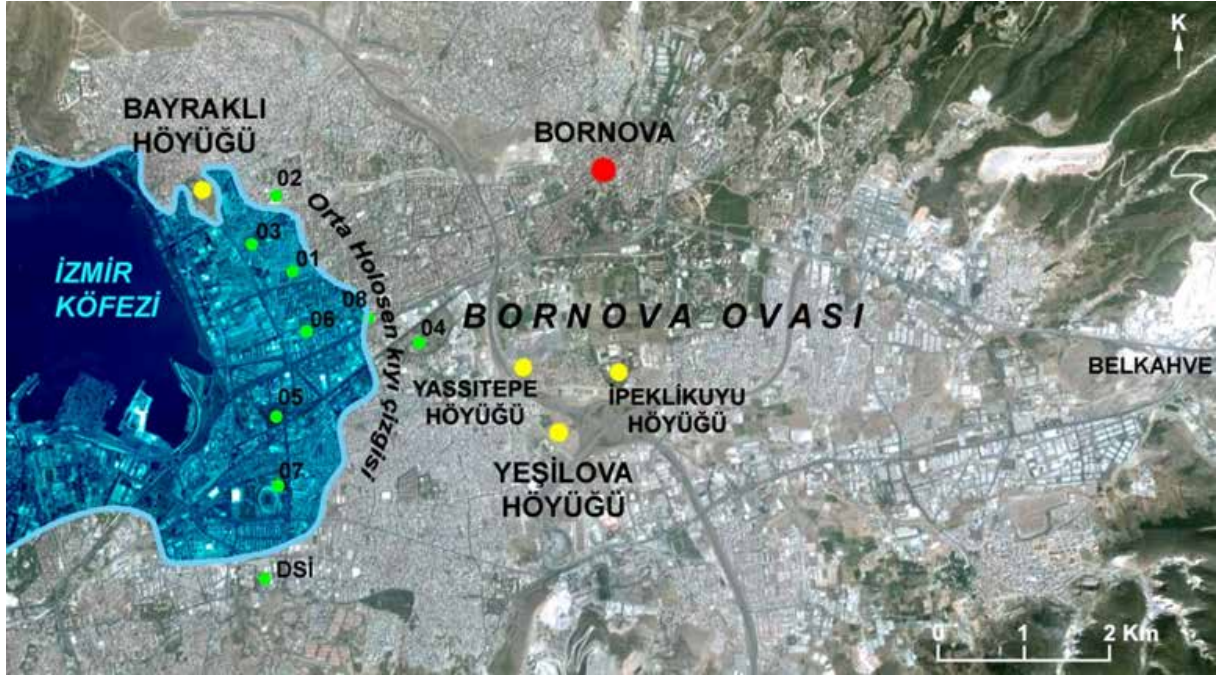 K
BAYRAKLI
HÖYÜĞÜ
BORNOVA
02
Orta Holosen kıyı çizgisi
03
İZMİR
KÖFEZİ
01
08
06
04
BORNOVA OVASI
YASSITEPE
HÖYÜĞÜ
İPEKLİKUYU
HÖYÜĞÜ
BELKAHVE
05
YEŞİLOVA
HÖYÜĞÜ
07
DSİ
0 1 2 Km